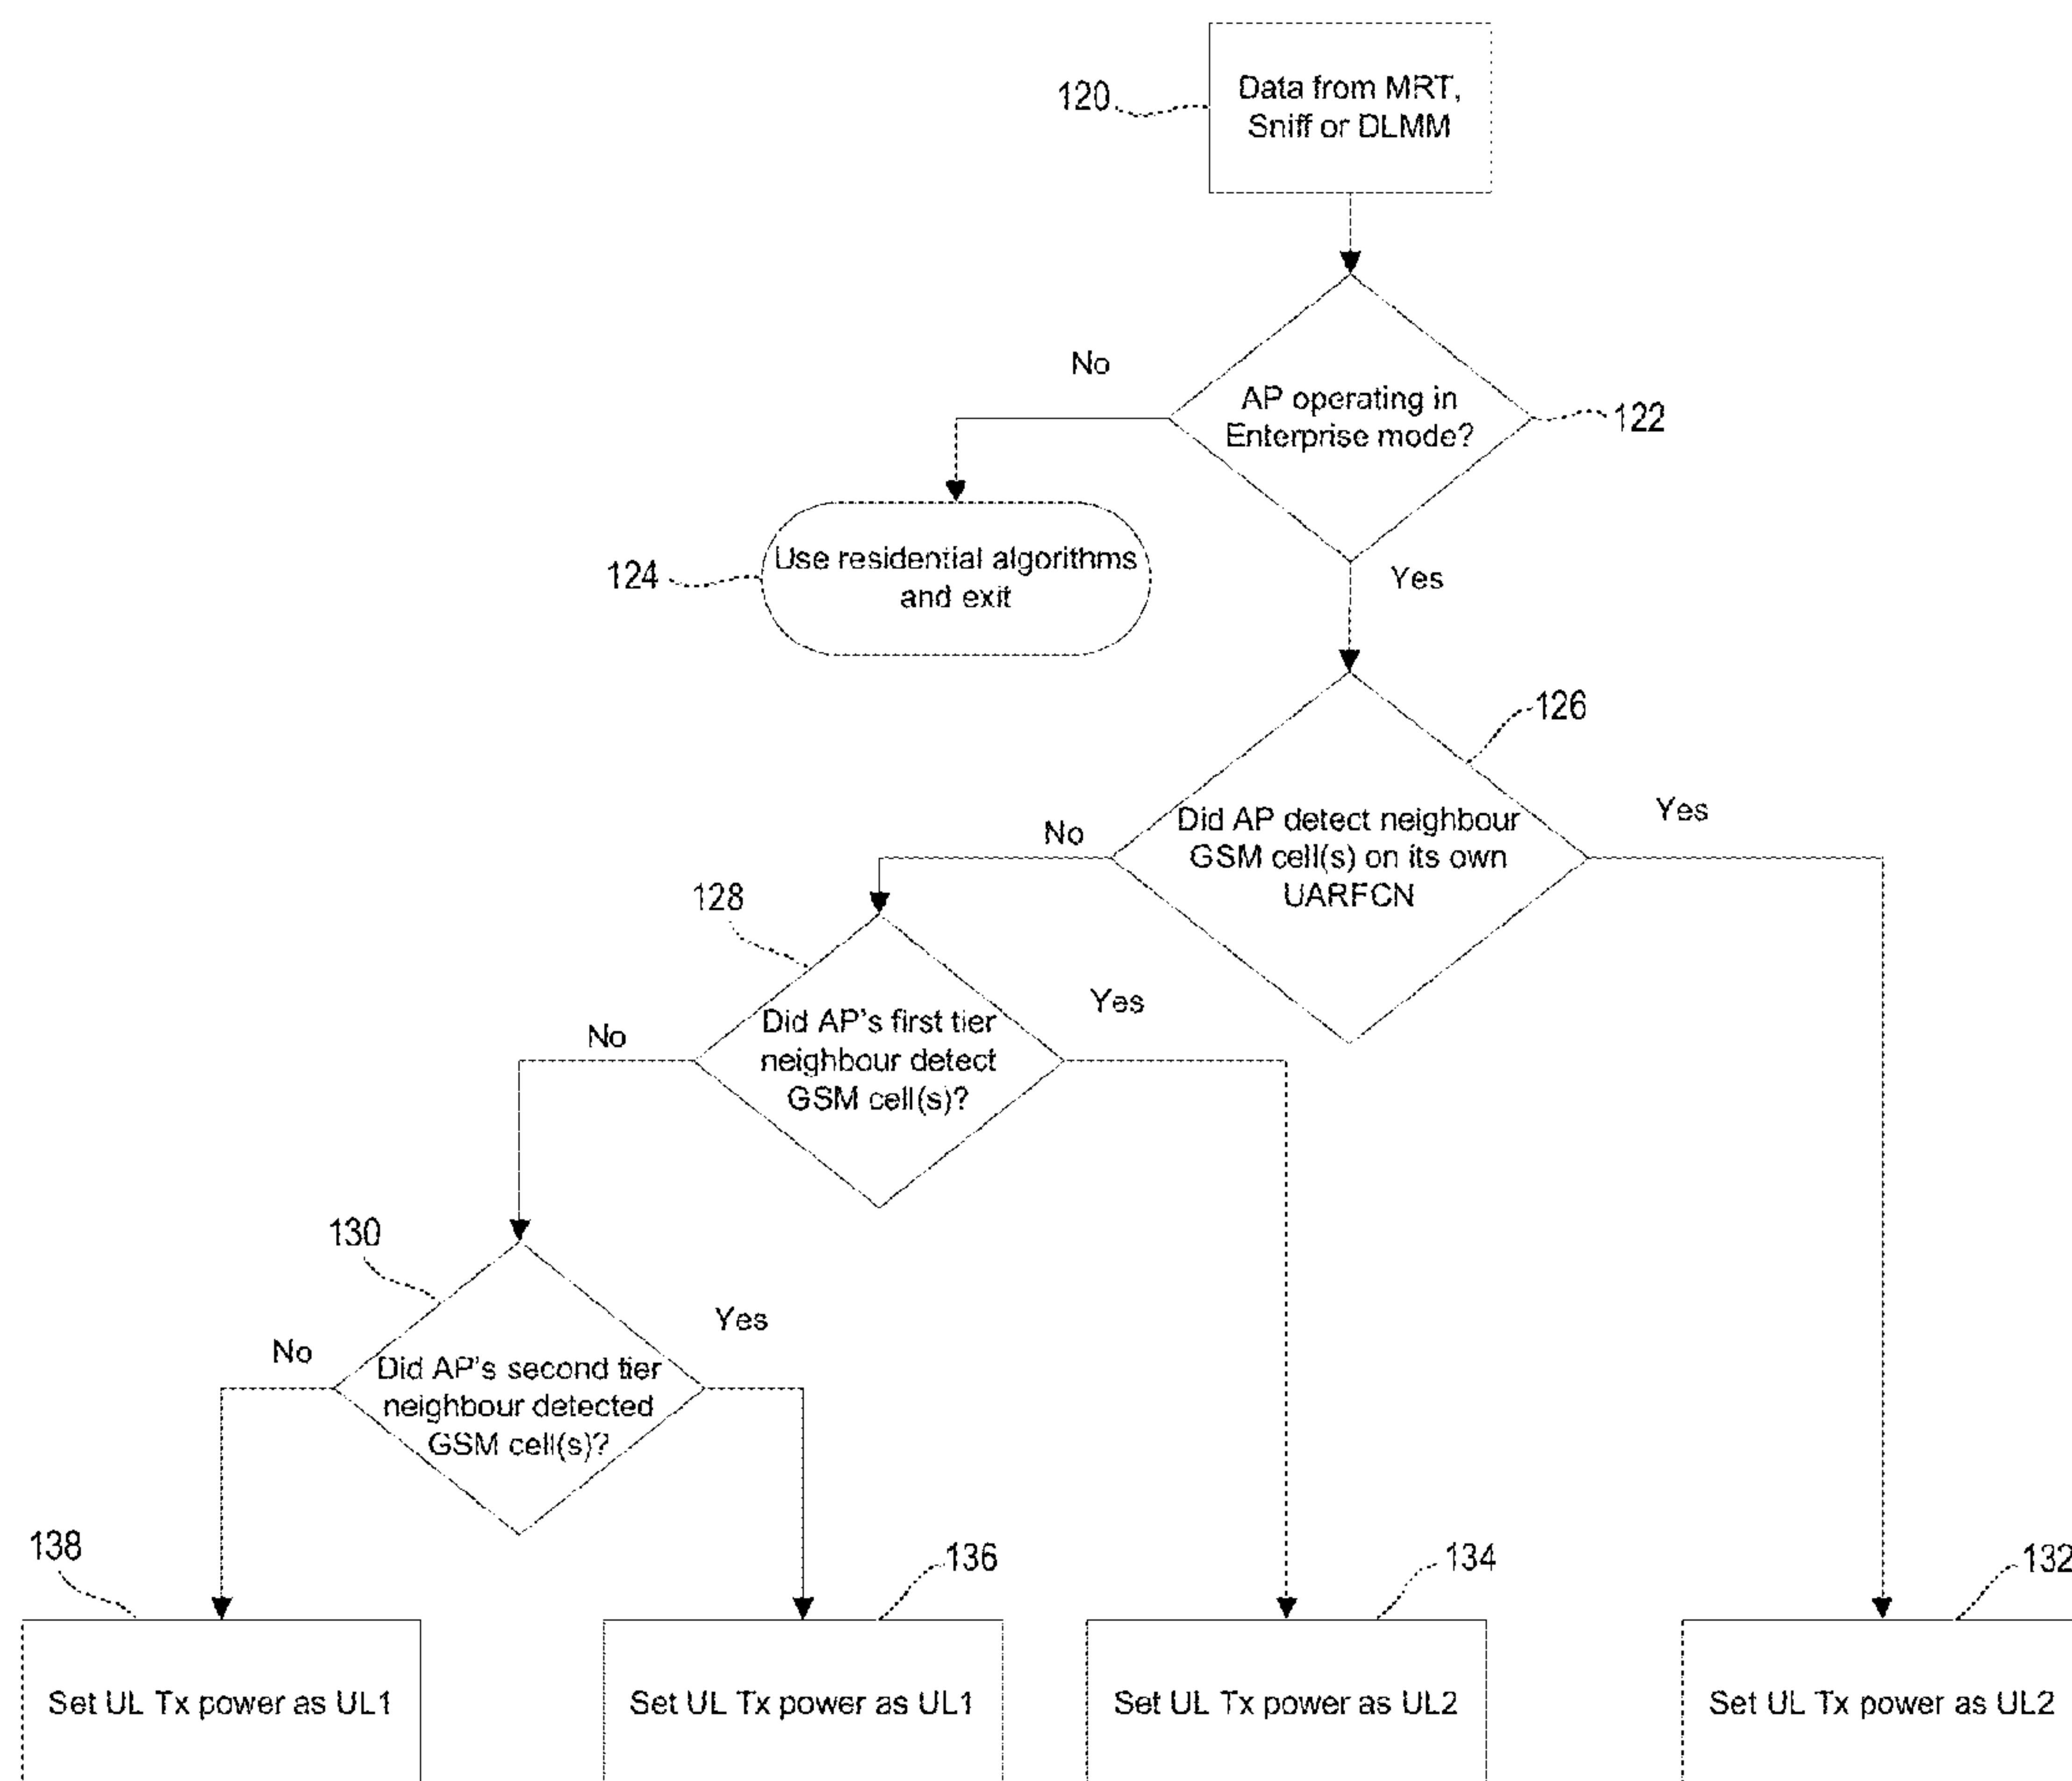 120
Data from MRT,
Sniff or DLMM
No
AP operating in
Enterprise mode?
122
124
Use residential algorithms
and exit
Yes
126
Did AP detect neighbour
GSM cell(s) on its own
UARFCN
No
Yes
128
Did AP's first tier
neighbour detect
GSM cell(s)?
No
Yes
130
Did AP's second tier
neighbour detected
GSM cell(s)?
No
Yes
138
136
134
132
Set UL Tx power as UL1
Set UL Tx power as UL1
Set UL Tx power as UL2
Set UL Tx power as UL2